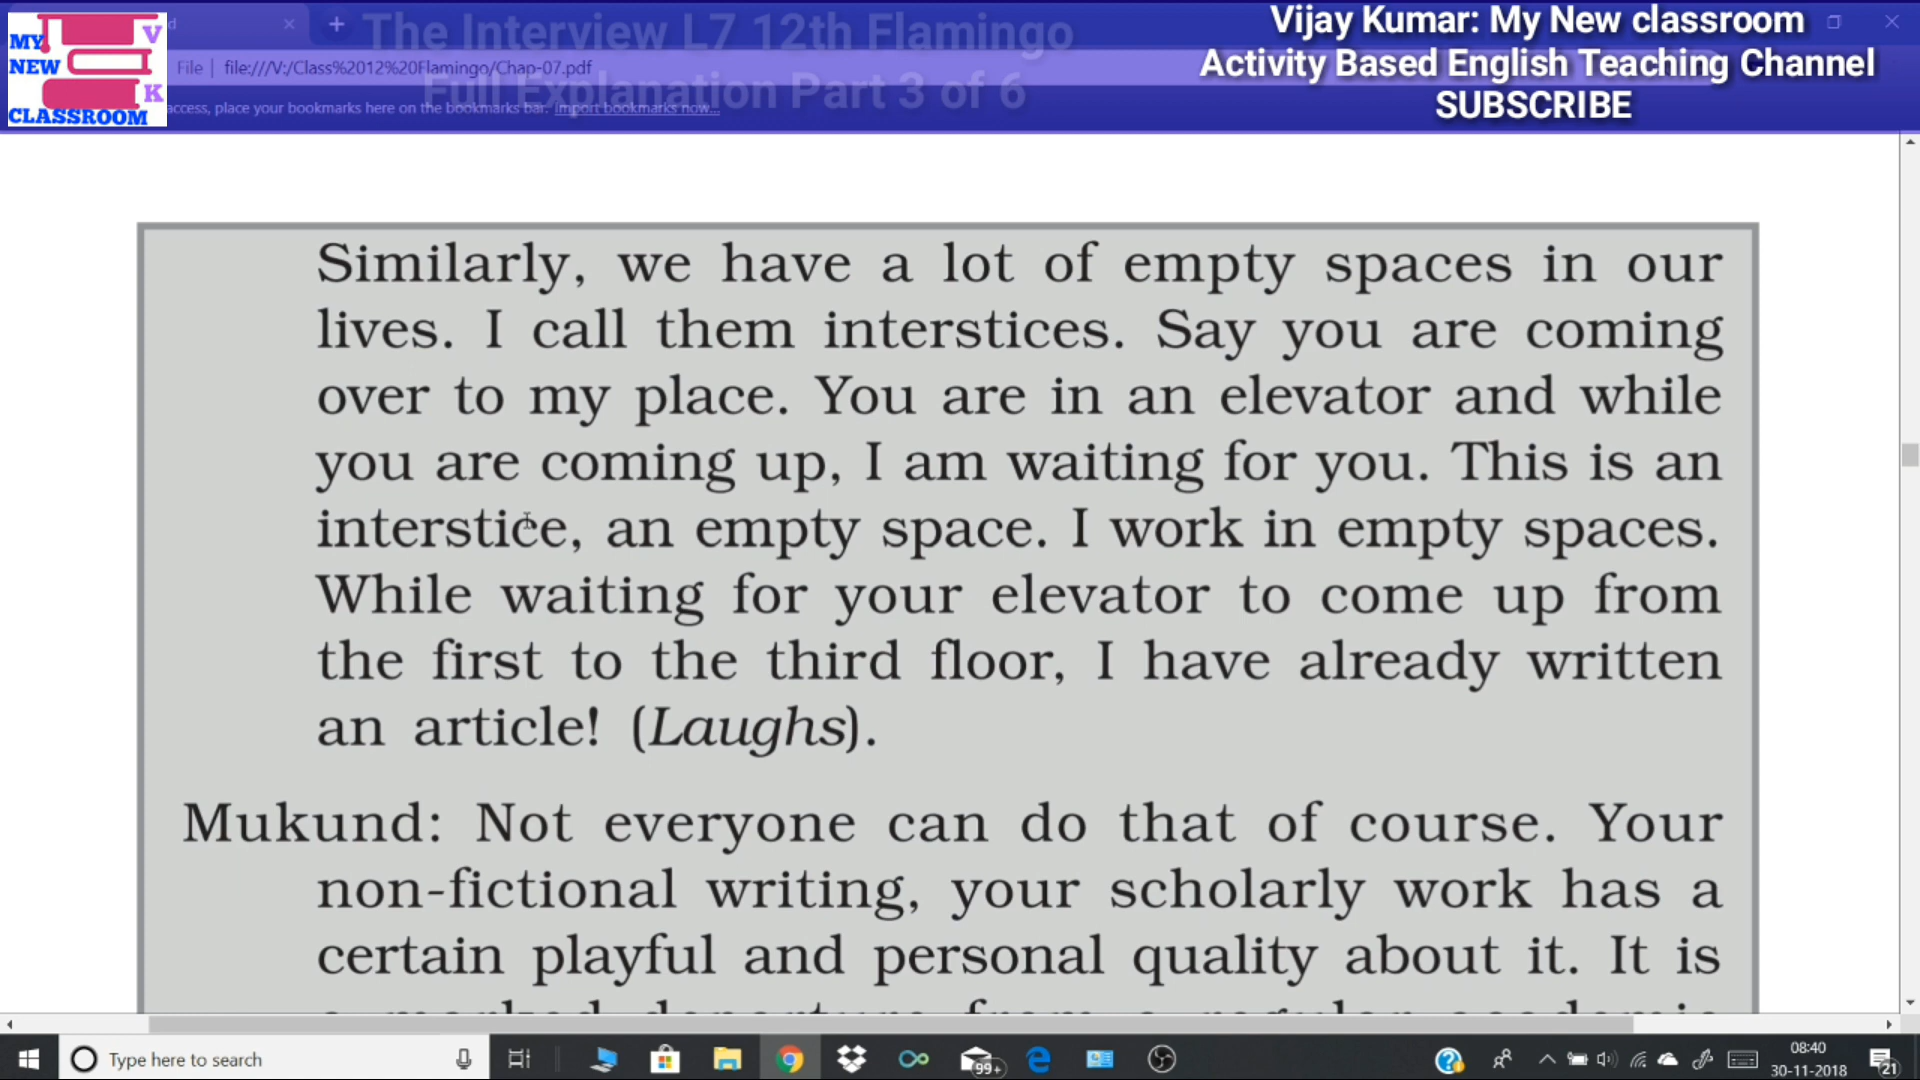 MY
NEW
CLASSROOM
V
K
The Interview L7 12th Flamingo
Full Explanation Part 3 of 6
Vijay Kumar: My New classroom
Activity Based English Teaching Channel
SUBSCRIBE
File | file:///V:/Class%2012%20Flamingo/Chap-07.pdf
access, place your bookmarks here on the bookmarks bar. Import bookmarks now...
Similarly, we have a lot of empty spaces in our
lives. I call them interstices. Say you are coming
over to my place. You are in an elevator and while
you are coming up, I am waiting for you. This is an
interstice, an empty space. I work in empty spaces.
While waiting for your elevator to come up from
the first to the third floor, I have already written
an article! (Laughs).
Mukund: Not everyone can do that of course. Your
non-fictional writing, your scholarly work has a
certain playful and personal quality about it. It is
a marked departure from a regular academic
Type here to search
99+
08:40
30-11-2018
21